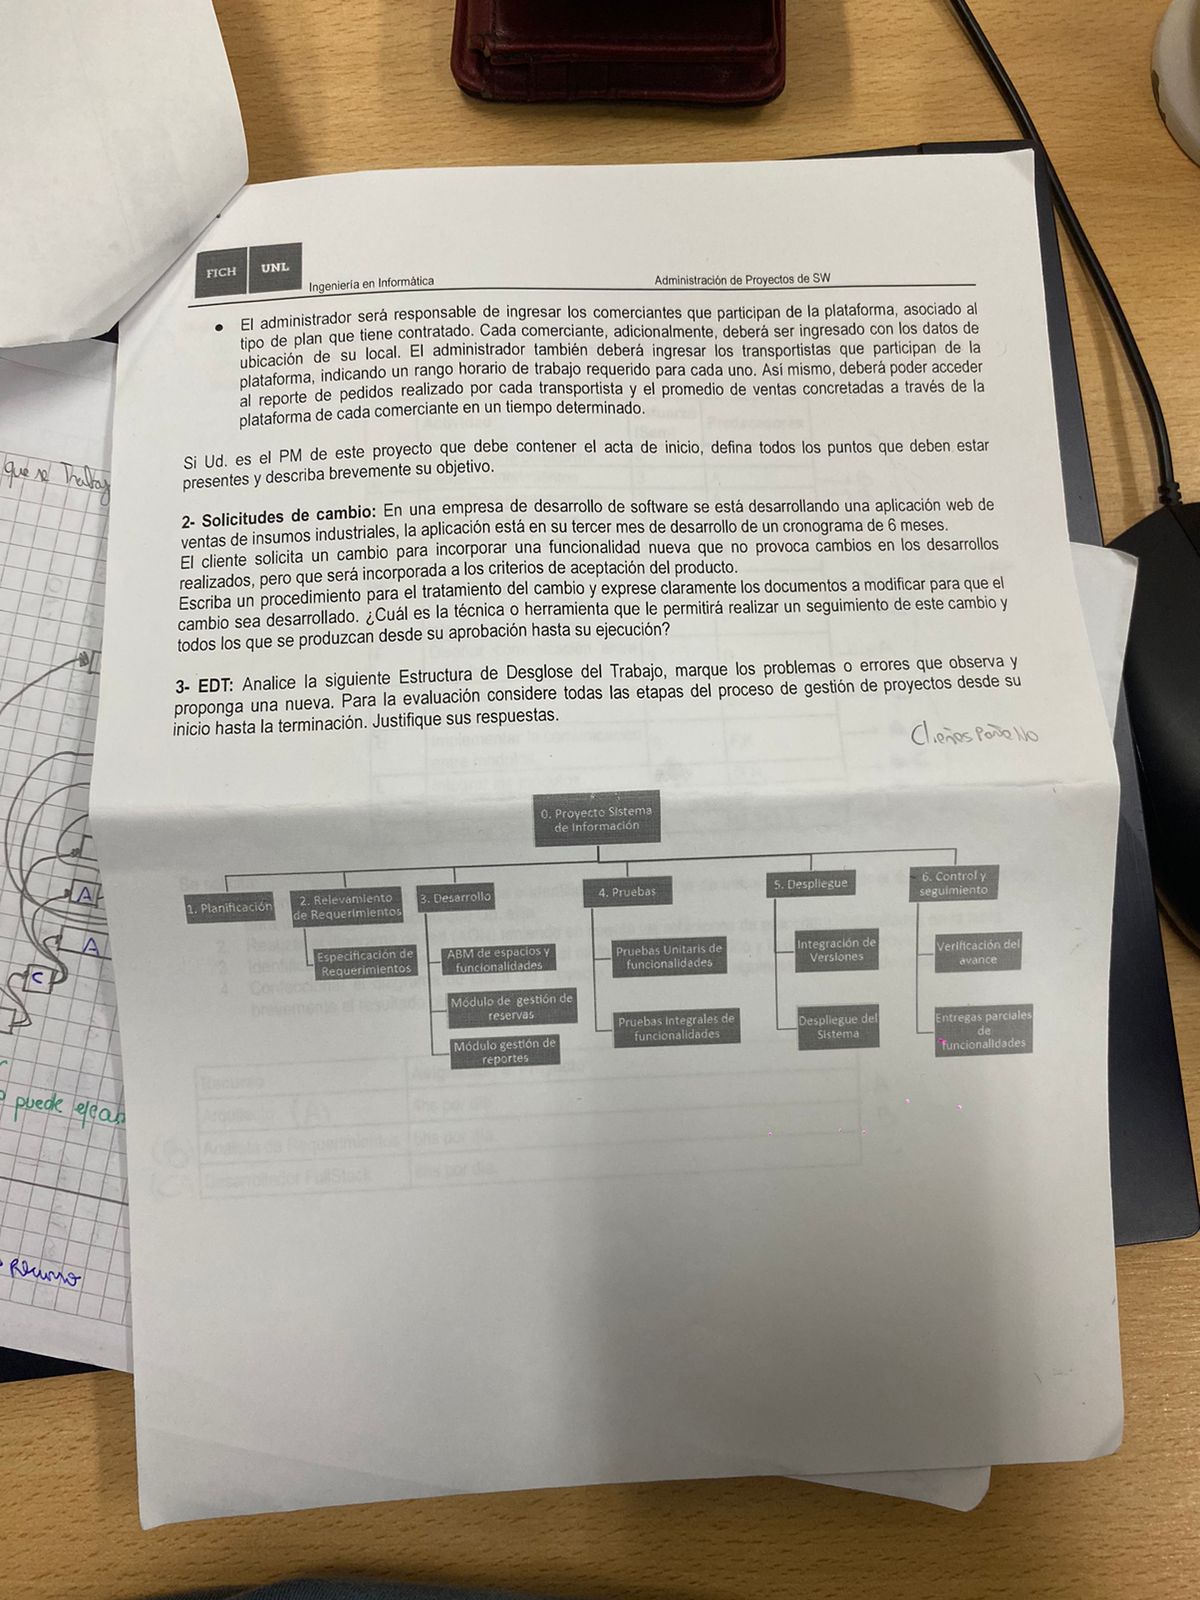 FICH UNL
Ingeniería en Informática Administración de Proyectos de SW
• El administrador será responsable de ingresar los comerciantes que participan de la plataforma, asociado al
tipo de plan que tiene contratado. Cada comerciante, adicionalmente, deberá ser ingresado con los datos de
ubicación de su local. El administrador también deberá ingresar los transportistas que participan de la
plataforma, indicando un rango horario de trabajo requerido para cada uno. Así mismo, deberá poder acceder
al reporte de pedidos realizado por cada transportista y el promedio de ventas concretadas a través de la
plataforma de cada comerciante en un tiempo determinado.
Si Ud. es el PM de este proyecto que debe contener el acta de inicio, defina todos los puntos que deben estar
presentes y describa brevemente su objetivo.
2- Solicitudes de cambio: En una empresa de desarrollo de software se está desarrollando una aplicación web de
ventas de insumos industriales, la aplicación está en su tercer mes de desarrollo de un cronograma de 6 meses.
El cliente solicita un cambio para incorporar una funcionalidad nueva que no provoca cambios en los desarrollos
realizados, pero que será incorporada a los criterios de aceptación del producto.
Escriba un procedimiento para el tratamiento del cambio y exprese claramente los documentos a modificar para que el
cambio sea desarrollado. ¿Cuál es la técnica o herramienta que le permitirá realizar un seguimiento de este cambio y
todos los que se produzcan desde su aprobación hasta su ejecución?
3- EDT: Analice la siguiente Estructura de Desglose del Trabajo, marque los problemas o errores que observa y
proponga una nueva. Para la evaluación considere todas las etapas del proceso de gestión de proyectos desde su
inicio hasta la terminación. Justifique sus respuestas.
0. Proyecto Sistema
de Información
1. Planificación
2. Relevamiento
de Requerimientos
Especificación de
Requerimientos
3. Desarrollo
ABM de espacios y
funcionalidades
Módulo de gestión de
reservas
Módulo gestión de
reportes
4. Pruebas
Pruebas Unitaris de
funcionalidades
Pruebas Integrales de
funcionalidades
5. Despliegue
Integración de
Versiones
Despliegue del
Sistema
6. Control y
seguimiento
Verificación del
avance
Entregas parciales
de
funcionalidades
que se
A
A
C
puede
Recurso